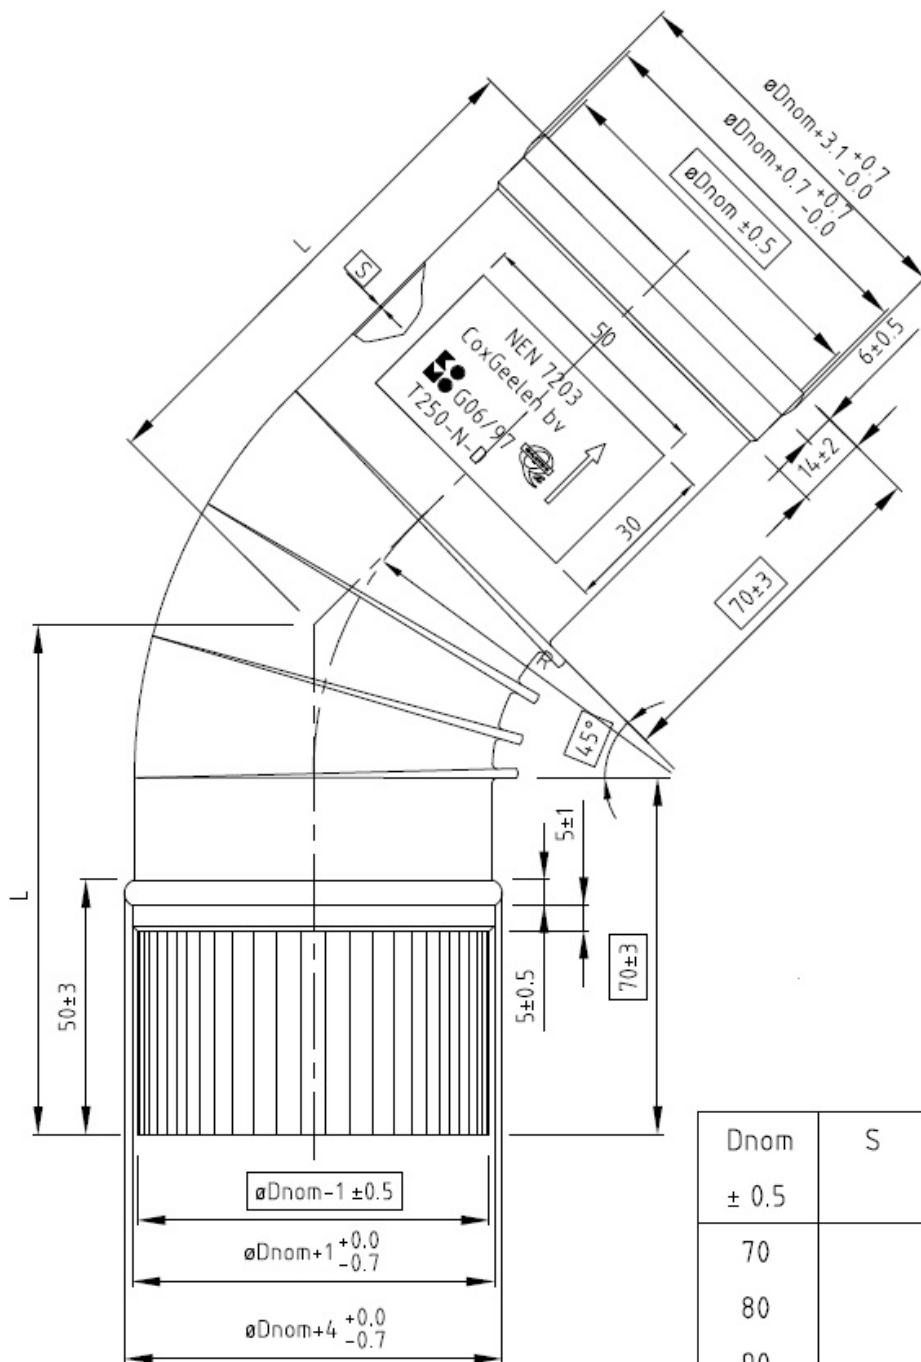 øDnom+3.1 +0.7 -0.0
øDnom+0.7 +0.7 -0.0
øDnom ±0.5
L
S
50
NEN 7203
CoxGeelen bv
G06/97
T250-N-D
30
6±0.5
14±2
70±3
R
45°
5±1
L
50±3
5±0.5
70±3
øDnom-1 ±0.5
øDnom+1 +0.0 -0.7
øDnom+4 +0.0 -0.7
Dnom S
± 0.5
70
80
90